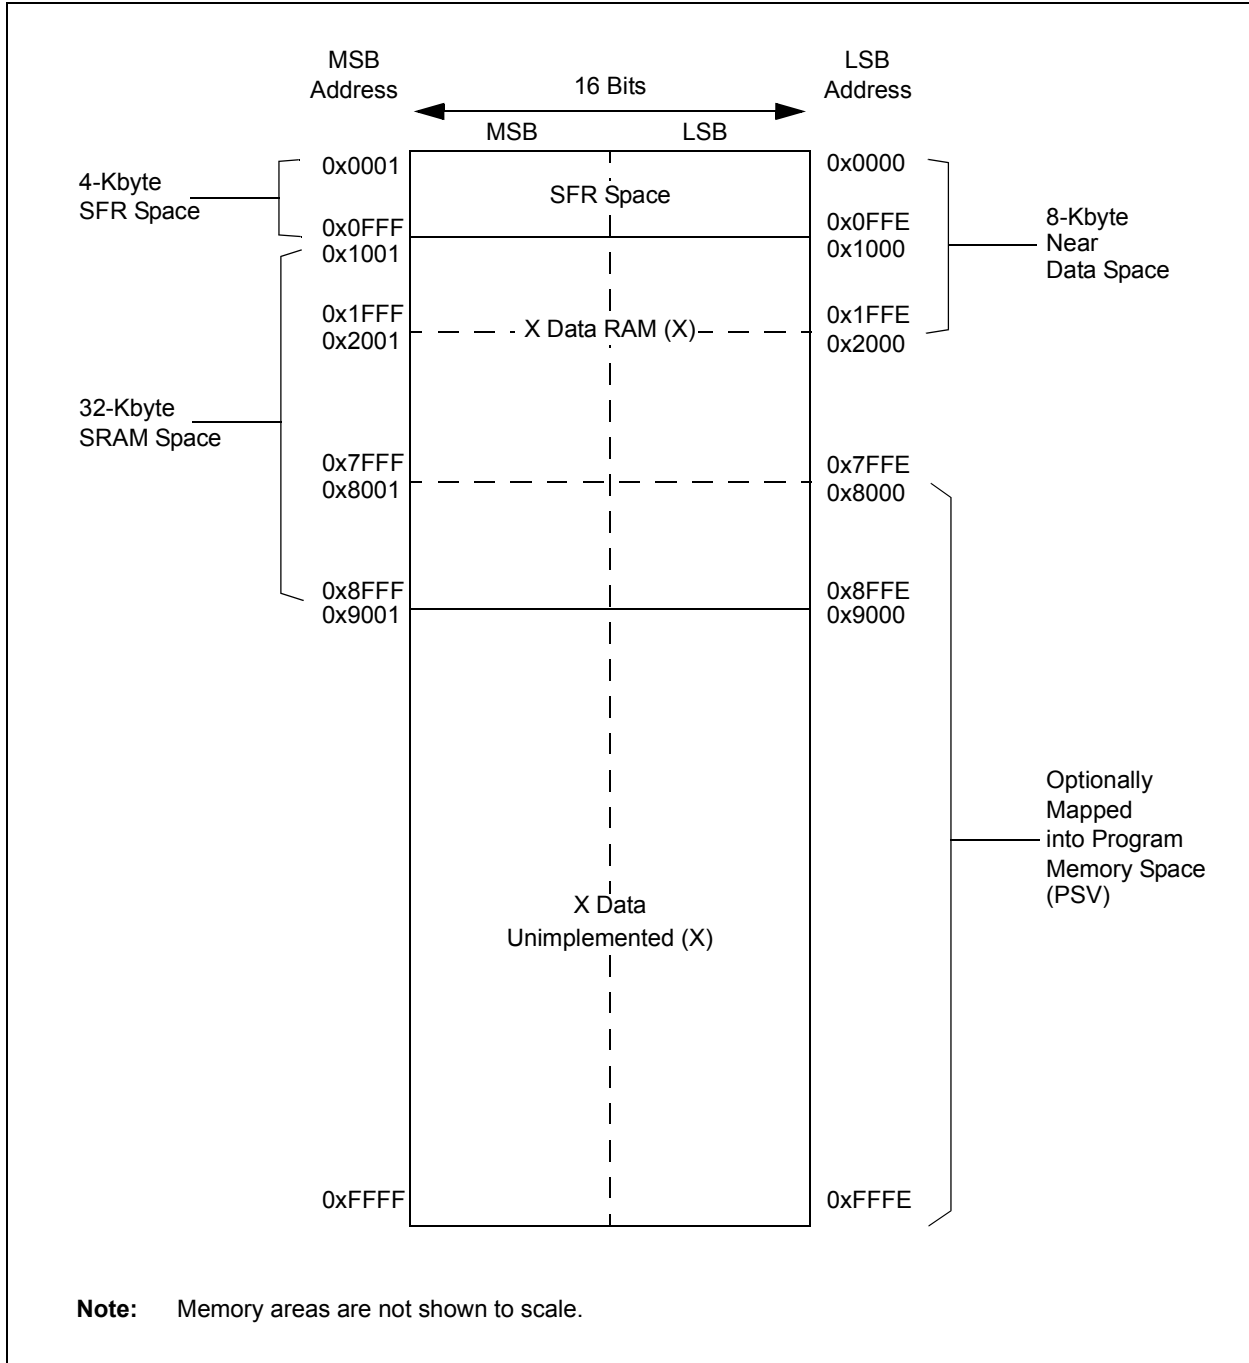 MSB
Address
16 Bits
LSB
Address
MSB
LSB
4-Kbyte
SFR Space
0x0001
0x0FFF
0x1001
SFR Space
0x0000
0x0FFE
0x1000
8-Kbyte
Near
Data Space
0x1FFF
0x2001
X Data RAM (X)
0x1FFE
0x2000
32-Kbyte
SRAM Space
0x7FFF
0x8001
0x7FFE
0x8000
0x8FFF
0x9001
0x8FFE
0x9000
Optionally
Mapped
into Program
Memory Space
(PSV)
X Data
Unimplemented (X)
0xFFFF
0xFFFE
Note: Memory areas are not shown to scale.